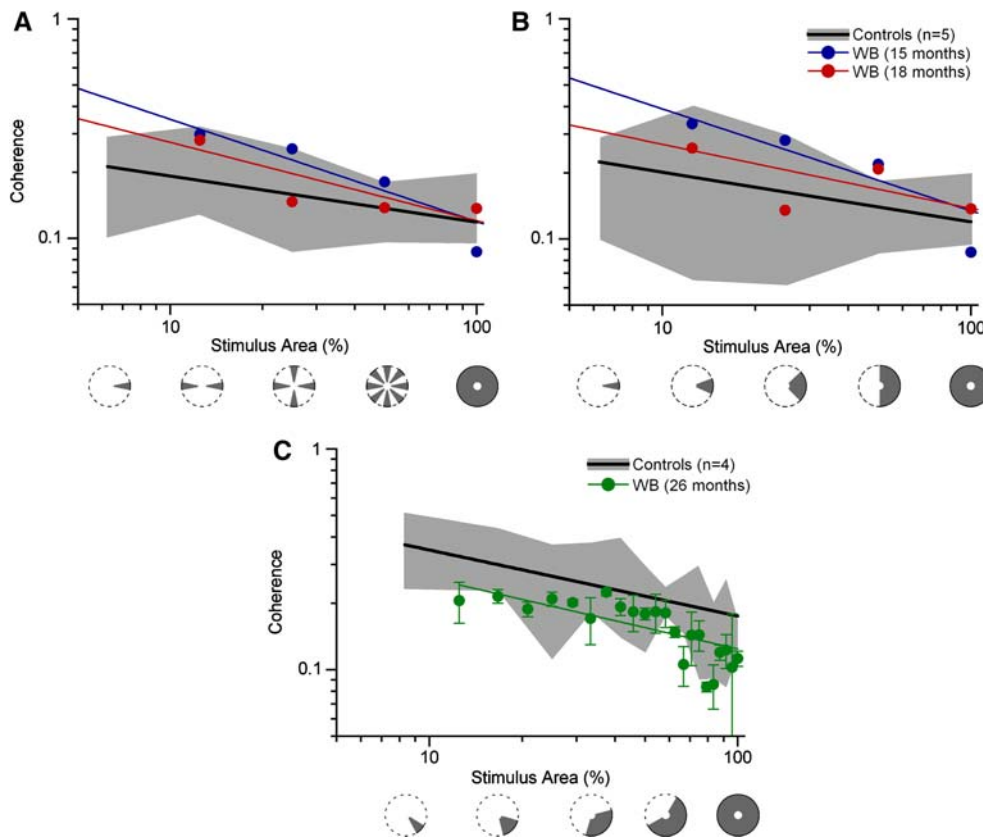 A
B
1
1
Controls (n=5)
WB (15 months)
WB (18 months)
Coherence
0.1
0.1
10
100
10
100
Stimulus Area (%)
Stimulus Area (%)
C
1
Controls (n=4)
WB (26 months)
Coherence
0.1
10
100
Stimulus Area (%)